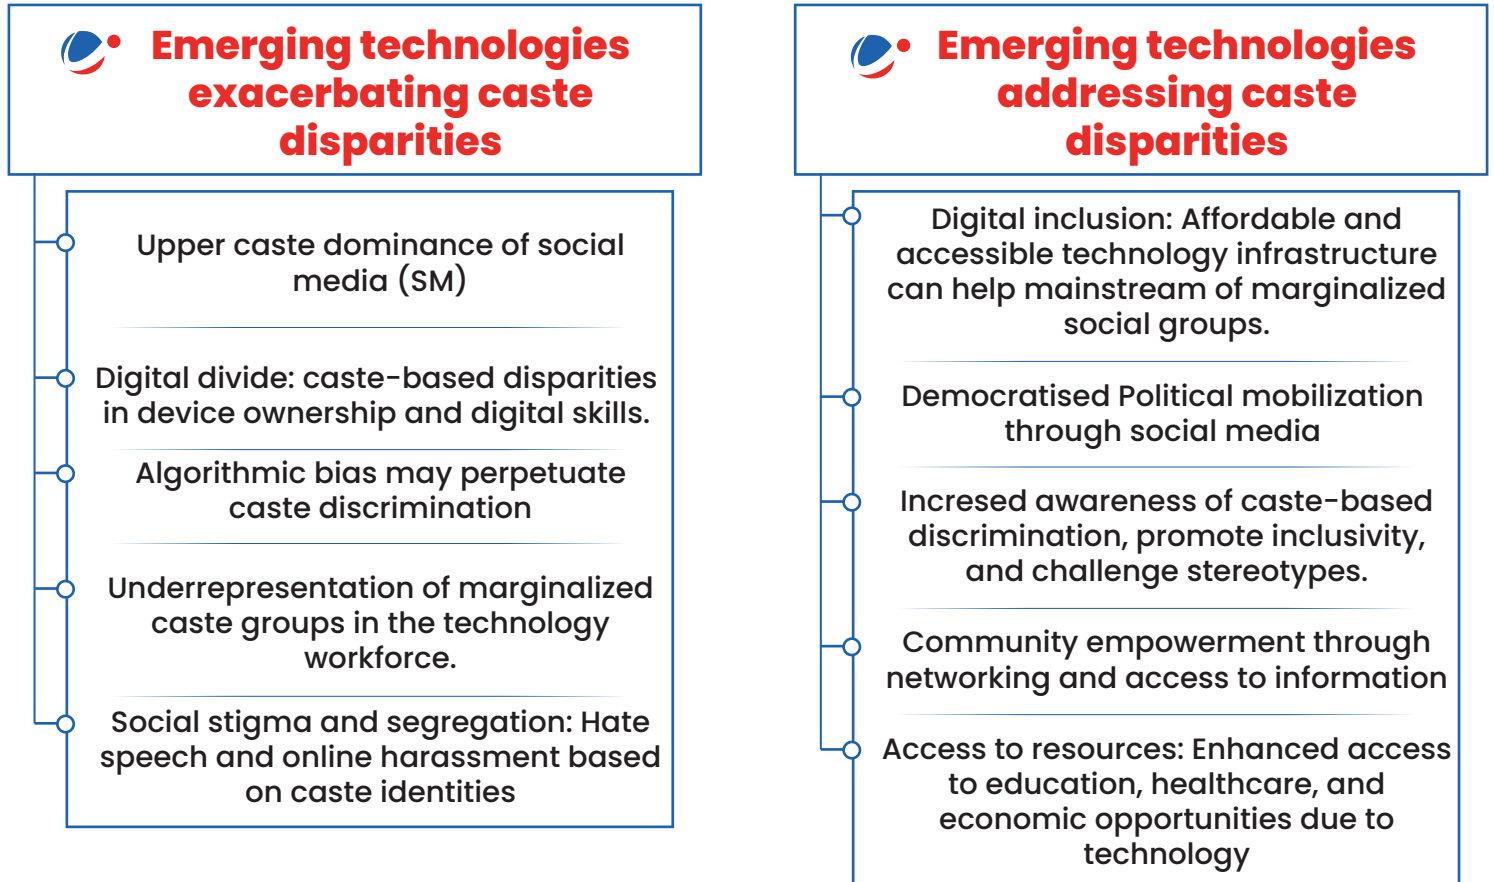 Emerging technologies
exacerbating caste
disparities
Upper caste dominance of social
media (SM)
Digital divide: caste-based disparities
in device ownership and digital skills.
Algorithmic bias may perpetuate
caste discrimination
Underrepresentation of marginalized
caste groups in the technology
workforce.
Social stigma and segregation: Hate
speech and online harassment based
on caste identities
Emerging technologies
addressing caste
disparities
Digital inclusion: Affordable and
accessible technology infrastructure
can help mainstream of marginalized
social groups.
Democratised Political mobilization
through social media
Incresed awareness of caste-based
discrimination, promote inclusivity,
and challenge stereotypes.
Community empowerment through
networking and access to information
Access to resources: Enhanced access
to education, healthcare, and
economic opportunities due to
technology